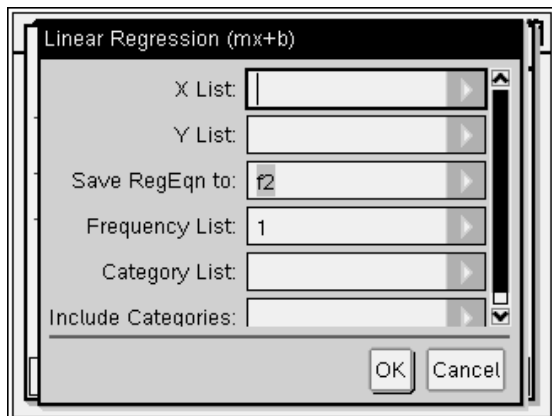 Linear Regression (mx+b)
X List:
Y List:
Save RegEqn to: f2
Frequency List: 1
Category List:
Include Categories:
OK Cancel